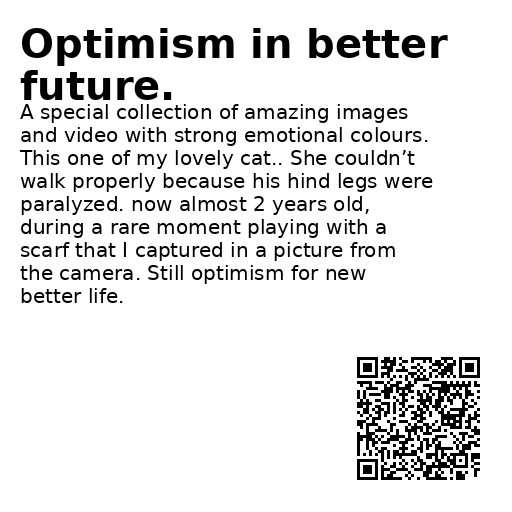 Optimism in better
future.
A special collection of amazing images
and video with strong emotional colours.
This one of my lovely cat.. She couldn’t
walk properly because his hind legs were
paralyzed. now almost 2 years old,
during a rare moment playing with a
scarf that I captured in a picture from
the camera. Still optimism for new
better life.